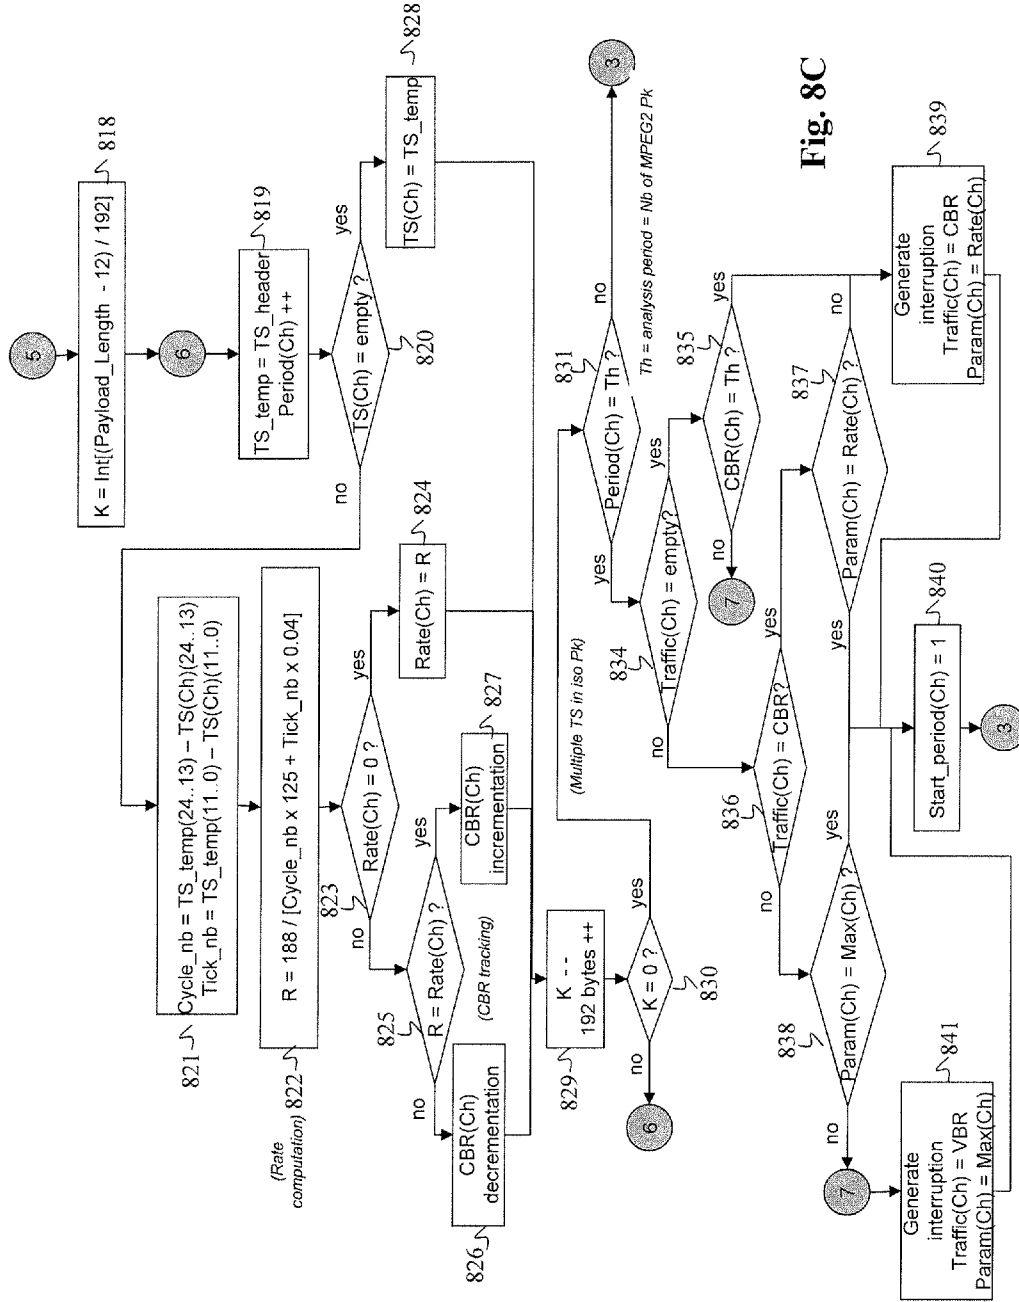 5
K = Int[(Payload_Length - 12) / 192]
818
6
TS_temp = TS_header
Period(Ch) ++
819
TS(Ch) = empty ?
820
yes
no
TS(Ch) = TS_temp
828
Cycle_nb = TS_temp(24..13) – TS(Ch)(24..13)
Tick_nb = TS_temp(11..0) – TS(Ch)(11..0)
821
R = 188 / [Cycle_nb x 125 + Tick_nb x 0.04]
822
(Rate
computation)
Rate(Ch) = 0 ?
823
yes
no
Rate(Ch) = R
824
R = Rate(Ch) ?
825
yes
no
(CBR tracking)
CBR(Ch)
incrementation
827
CBR(Ch)
decrementation
826
K - -
192 bytes ++
829
K = 0 ?
830
yes
no
6
(Multiple TS in iso Pk)
Period(Ch) = Th ?
831
no
yes
3
Th = analysis period = Nb of MPEG2 Pk
Traffic(Ch) = empty?
834
yes
no
CBR(Ch) = Th ?
835
yes
no
7
Traffic(Ch) = CBR?
836
yes
no
Param(Ch) = Rate(Ch) ?
837
no
yes
Param(Ch) = Max(Ch) ?
838
yes
no
7
Generate
interruption
Traffic(Ch) = CBR
Param(Ch) = Rate(Ch)
839
Start_period(Ch) = 1
840
3
Generate
interruption
Traffic(Ch) = VBR
Param(Ch) = Max(Ch)
841
Fig. 8C